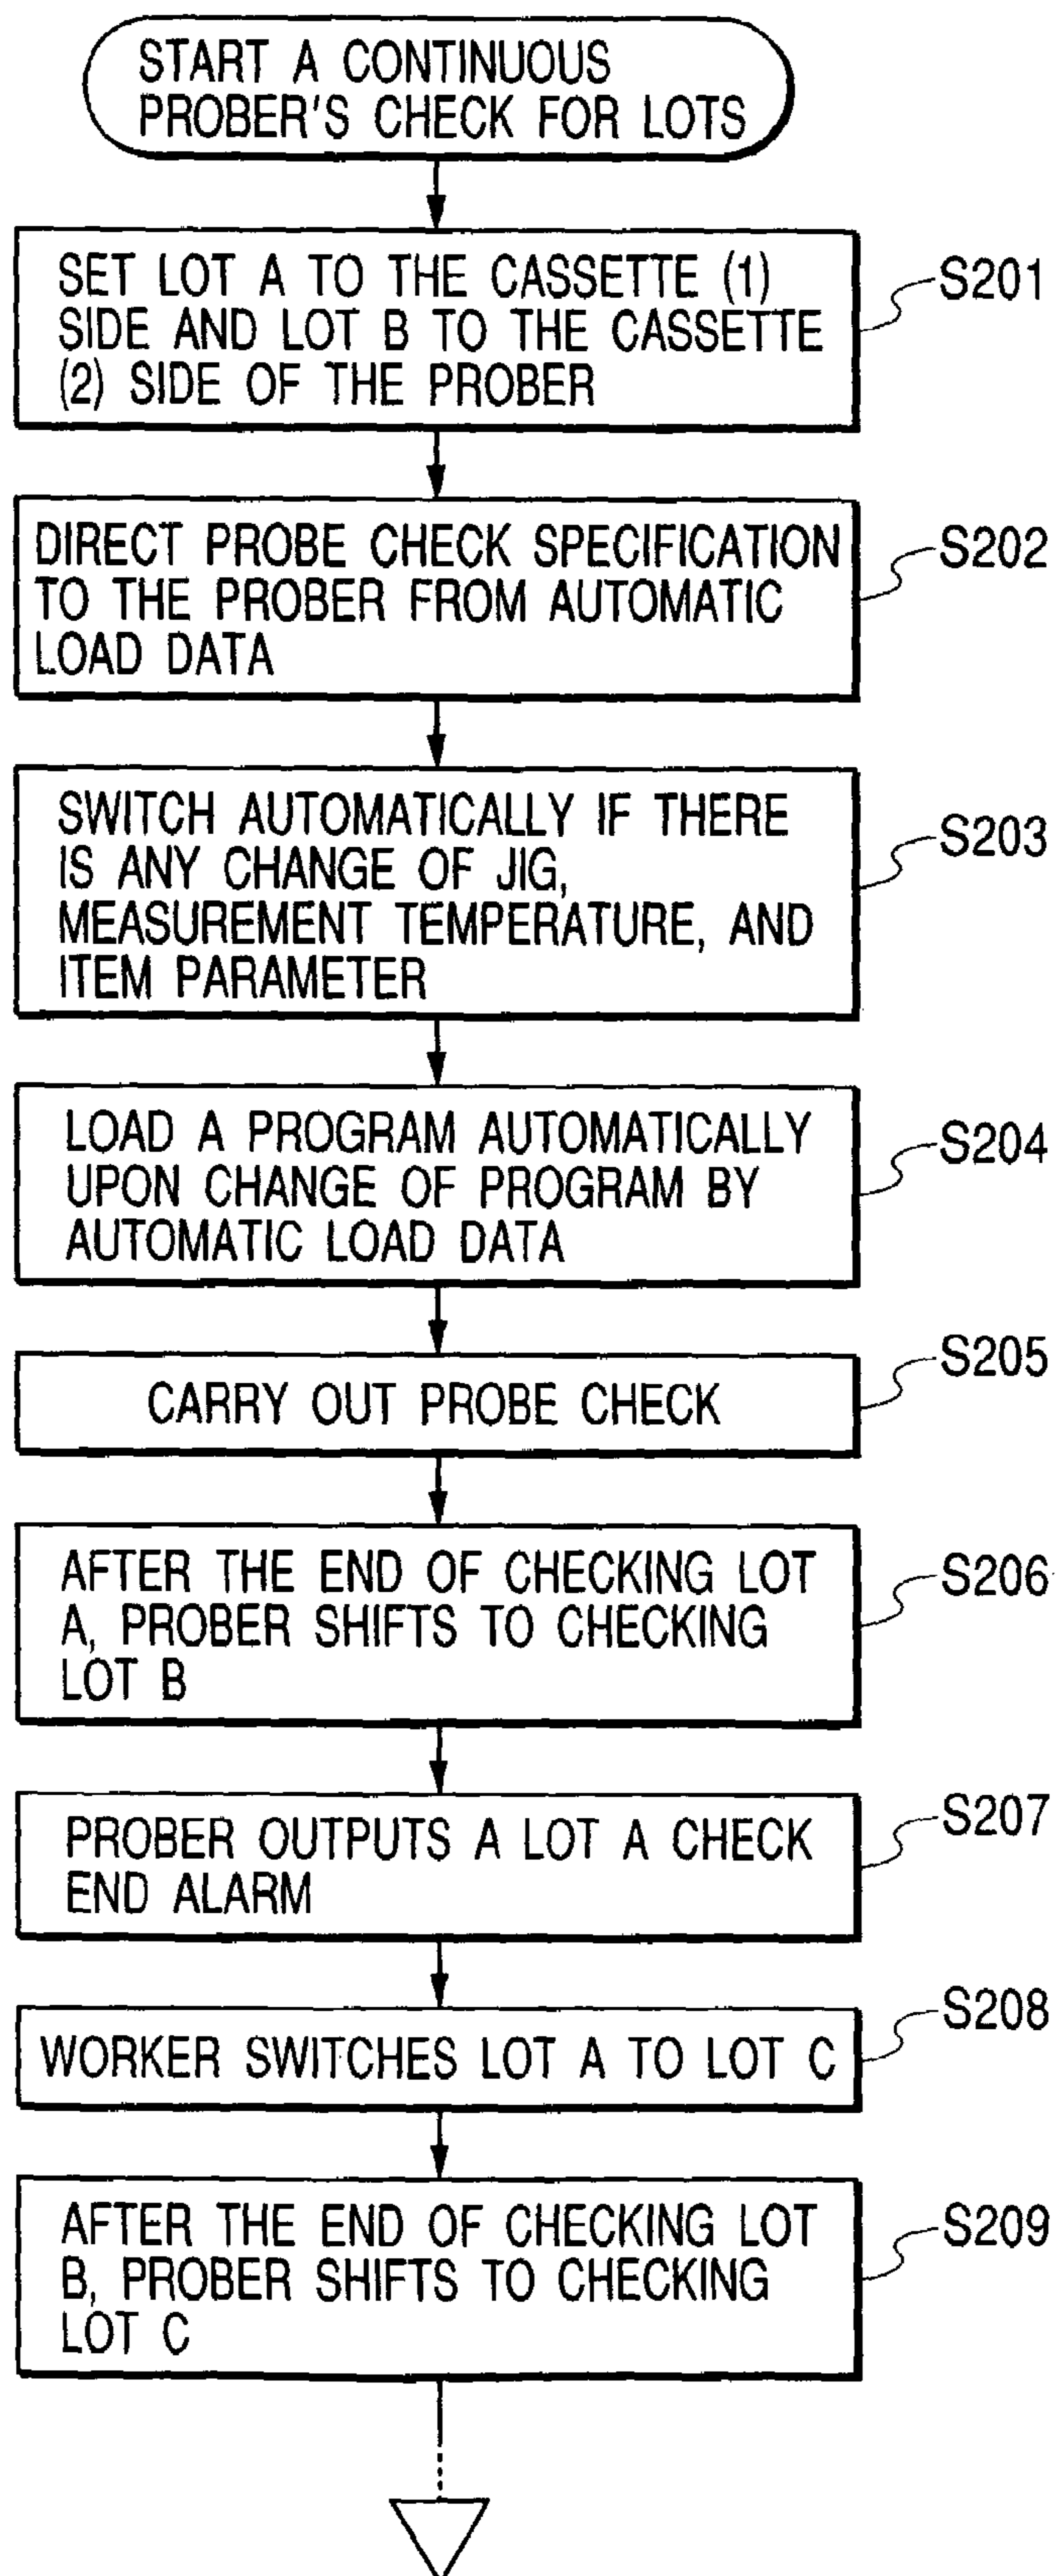 START A CONTINUOUS
PROBER'S CHECK FOR LOTS
SET LOT A TO THE CASSETTE (1)
SIDE AND LOT B TO THE CASSETTE
(2) SIDE OF THE PROBER
S201
DIRECT PROBE CHECK SPECIFICATION
TO THE PROBER FROM AUTOMATIC
LOAD DATA
S202
SWITCH AUTOMATICALLY IF THERE
IS ANY CHANGE OF JIG,
MEASUREMENT TEMPERATURE, AND
ITEM PARAMETER
S203
LOAD A PROGRAM AUTOMATICALLY
UPON CHANGE OF PROGRAM BY
AUTOMATIC LOAD DATA
S204
CARRY OUT PROBE CHECK
S205
AFTER THE END OF CHECKING LOT
A, PROBER SHIFTS TO CHECKING
LOT B
S206
PROBER OUTPUTS A LOT A CHECK
END ALARM
S207
WORKER SWITCHES LOT A TO LOT C
S208
AFTER THE END OF CHECKING LOT
B, PROBER SHIFTS TO CHECKING
LOT C
S209